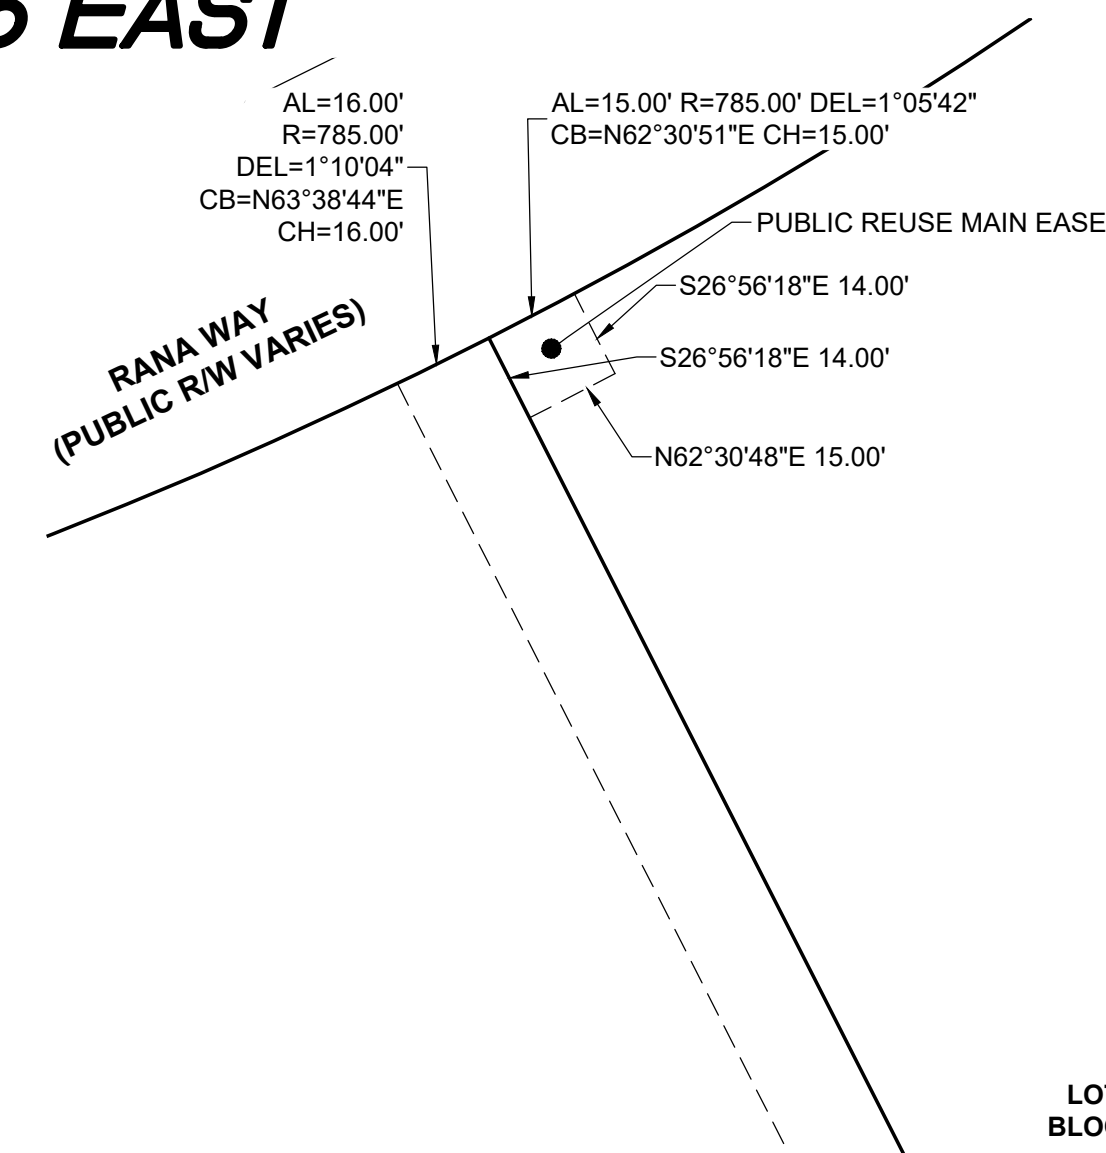 EAST
AL=16.00'
R=785.00'
DEL=1°10'04"
CB=N63°38'44"E
CH=16.00'
AL=15.00' R=785.00' DEL=1°05'42"
CB=N62°30'51"E CH=15.00'
PUBLIC REUSE MAIN EASE
S26°56'18"E 14.00'
S26°56'18"E 14.00'
N62°30'48"E 15.00'
RANA WAY
(PUBLIC R/W VARIES)
LOT
BLOC